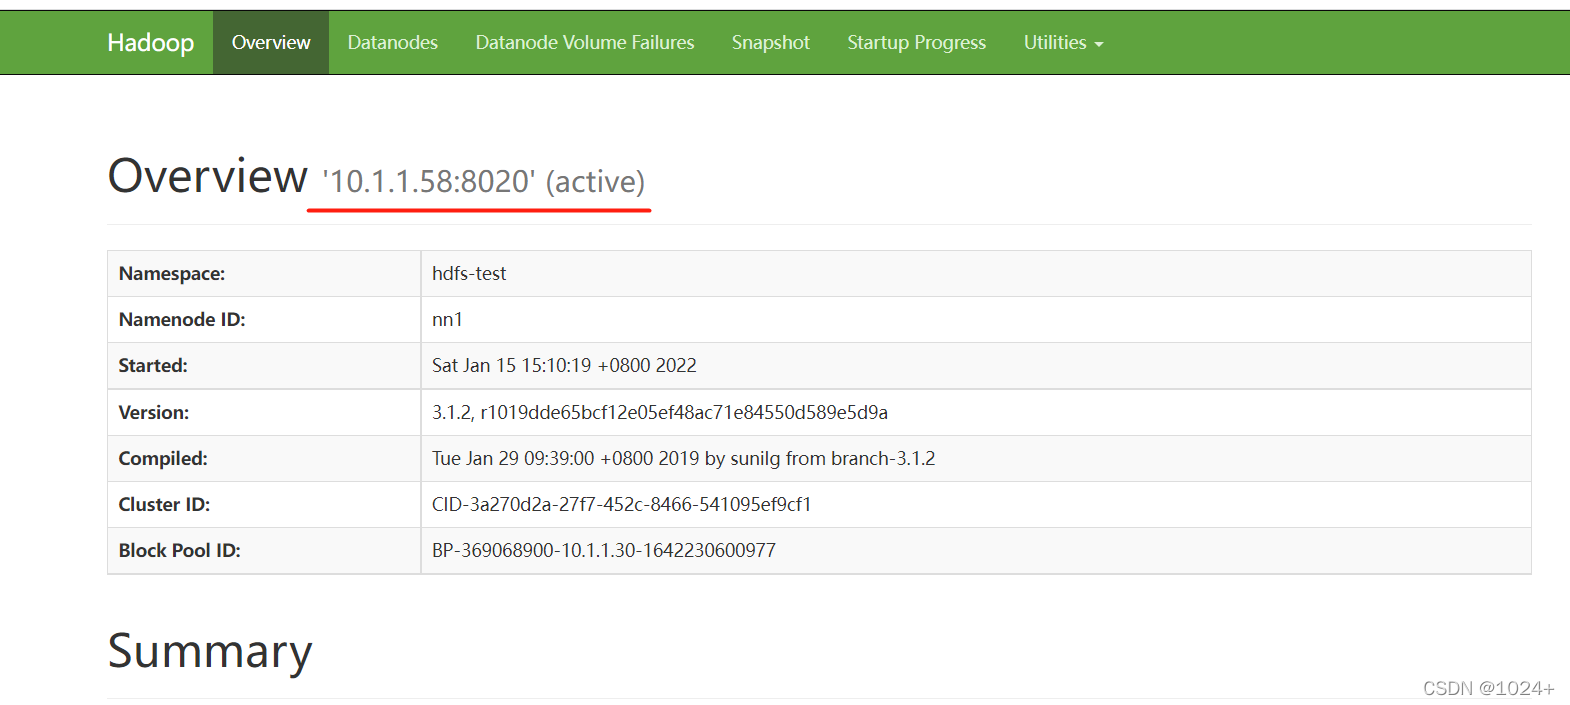 Hadoop Overview Datanodes Datanode Volume Failures Snapshot Startup Progress Utilities
Overview '10.1.1.58:8020' (active)
Namespace: hdfs-test
Namenode ID: nn1
Started: Sat Jan 15 15:10:19 +0800 2022
Version: 3.1.2, r1019dde65bcf12e05ef48ac71e84550d589e5d9a
Compiled: Tue Jan 29 09:39:00 +0800 2019 by sunilg from branch-3.1.2
Cluster ID: CID-3a270d2a-27f7-452c-8466-541095ef9cf1
Block Pool ID: BP-369068900-10.1.1.30-1642230600977
Summary
CSDN @1024+